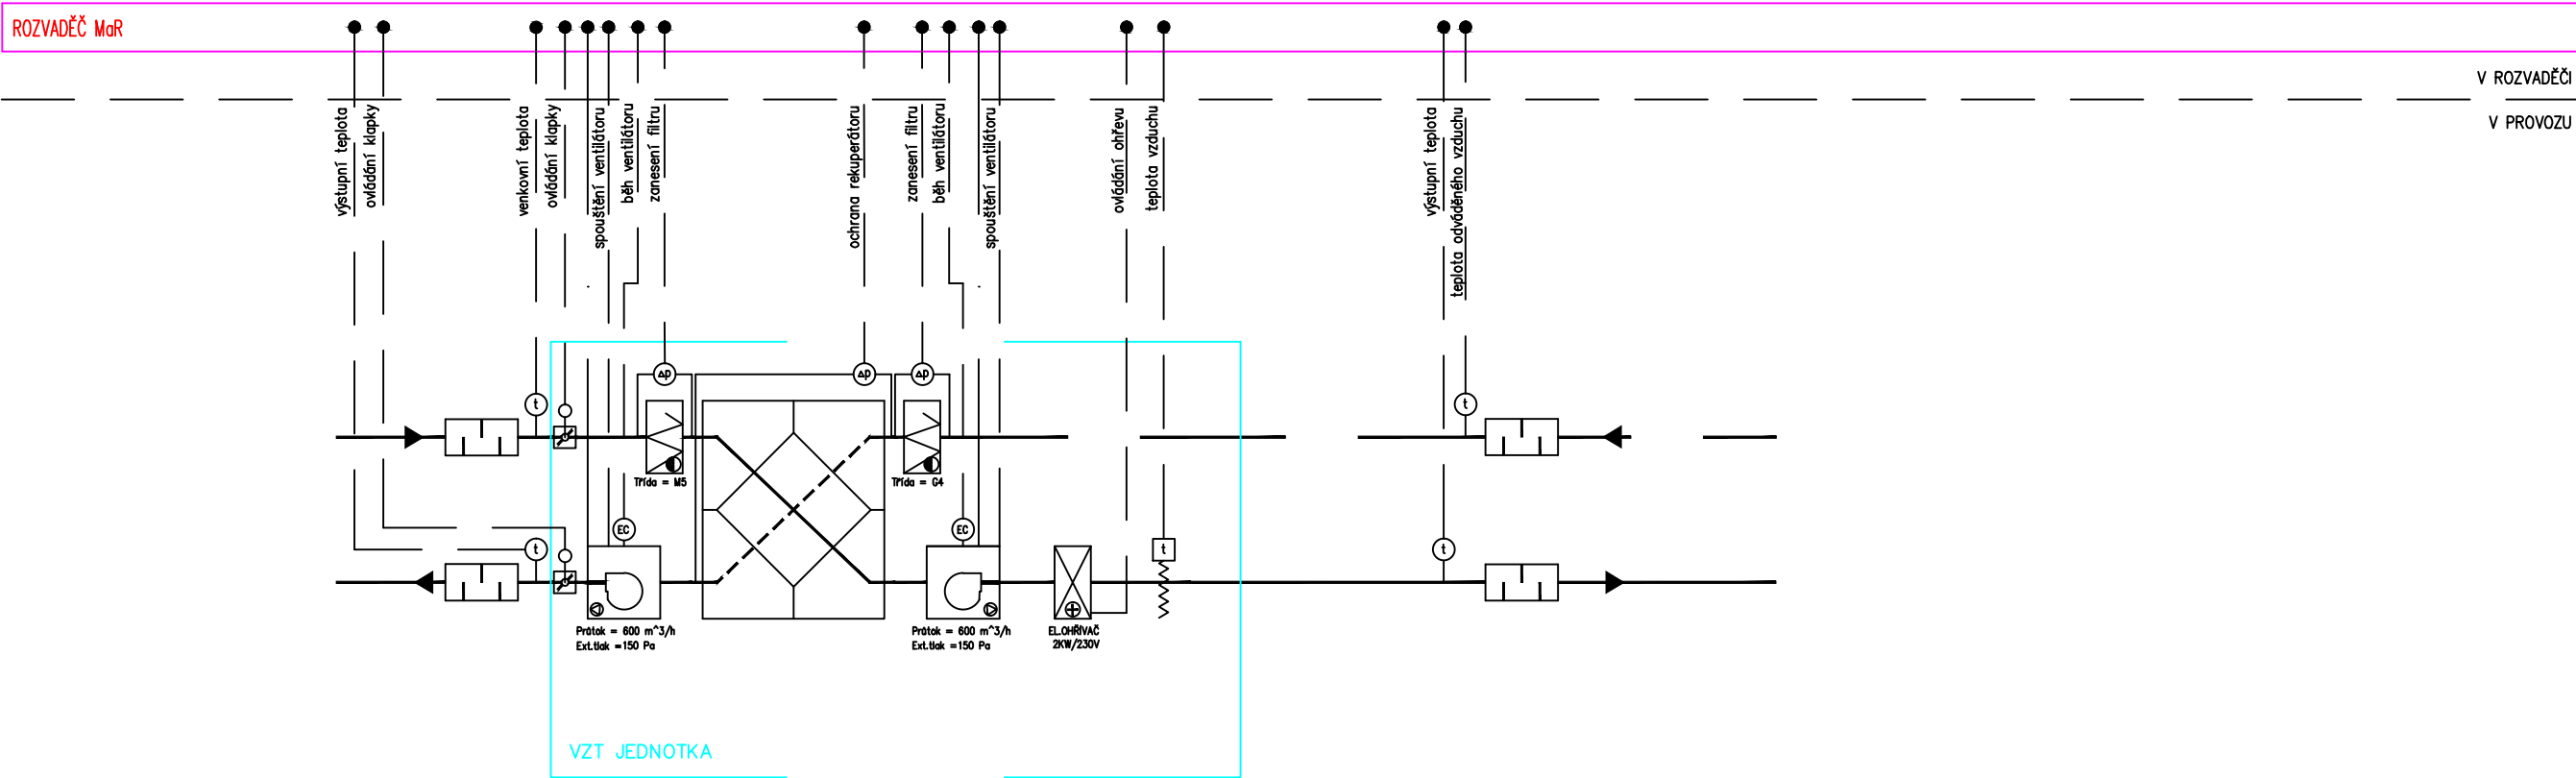 ROZVADĚČ MaR
V ROZVADĚČI
V PROVOZU
výstupní teplota
ovládání klapky
venkovní teplota
ovládání klapky
spouštění ventilátoru
běh ventilátoru
zanesení filtru
ochrana rekuperátoru
zanesení filtru
běh ventilátoru
spouštění ventilátoru
ovládání ohřevu
teplota vzduchu
výstupní teplota
teplota odváděného vzduchu
Δp
Δp
Δp
t
t
Třída = M5
Třída = G4
EC
EC
t
t
t
Průtok = 600 m^3/h
Ext.tlak =150 Pa
Průtok = 600 m^3/h
Ext.tlak =150 Pa
EL.OHŘIVAČ
2KW/230V
VZT JEDNOTKA